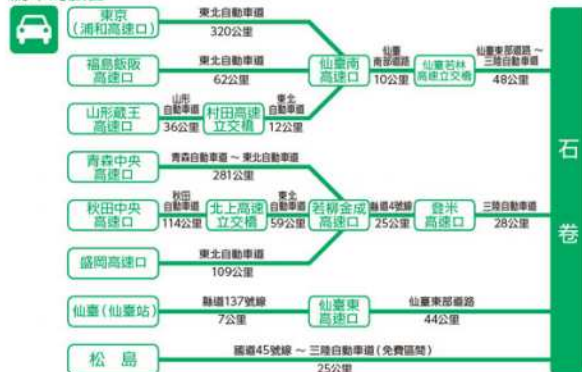 東京
(浦和高速口)
東北自動車道
320公里
福島飯阪
高速口
東北自動車道
62公里
山形蔵王
高速口
山形
自動車道
36公里
村田高速
立交橋
東北
自動車道
12公里
仙臺南
高速口
仙臺
南部道路
10公里
仙臺若林
高速立交橋
仙臺東部道路 ~
三陸自動車道
48公里
青森中央
高速口
青森自動車道 ~ 東北自動車道
281公里
秋田中央
高速口
秋田
自動車道
114公里
北上高速
立交橋
東北
自動車道
59公里
盛岡高速口
東北自動車道
109公里
若柳金成
高速口
縣道4號線
25公里
登米
高速口
三陸自動車道
28公里
仙臺(仙臺站)
縣道137號線
7公里
仙臺東
高速口
仙臺東部道路
44公里
松島
國道45號線 ~ 三陸自動車道(免費區間)
25公里
石卷